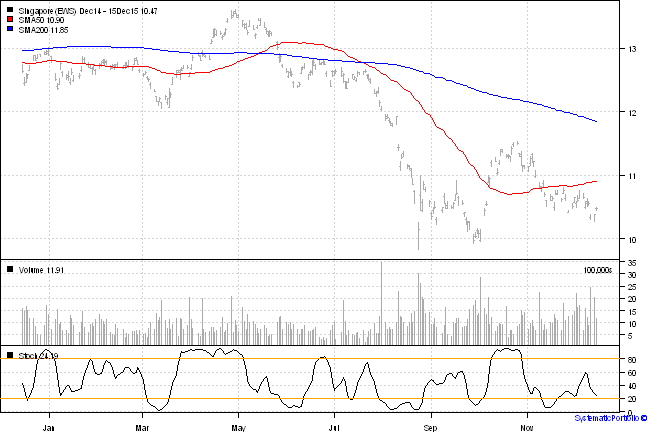 Singapore (EWS) Dec14 - 15Dec15 10.47
SMA50 10.90
SMA200 11.85
13
12
11
10
Volume 11.91
100,000s
35
30
25
20
15
10
5
Stoch 24.19
80
60
40
20
0
Jan
Mar
May
Jul
Sep
Nov
SystematicPortfolio ©